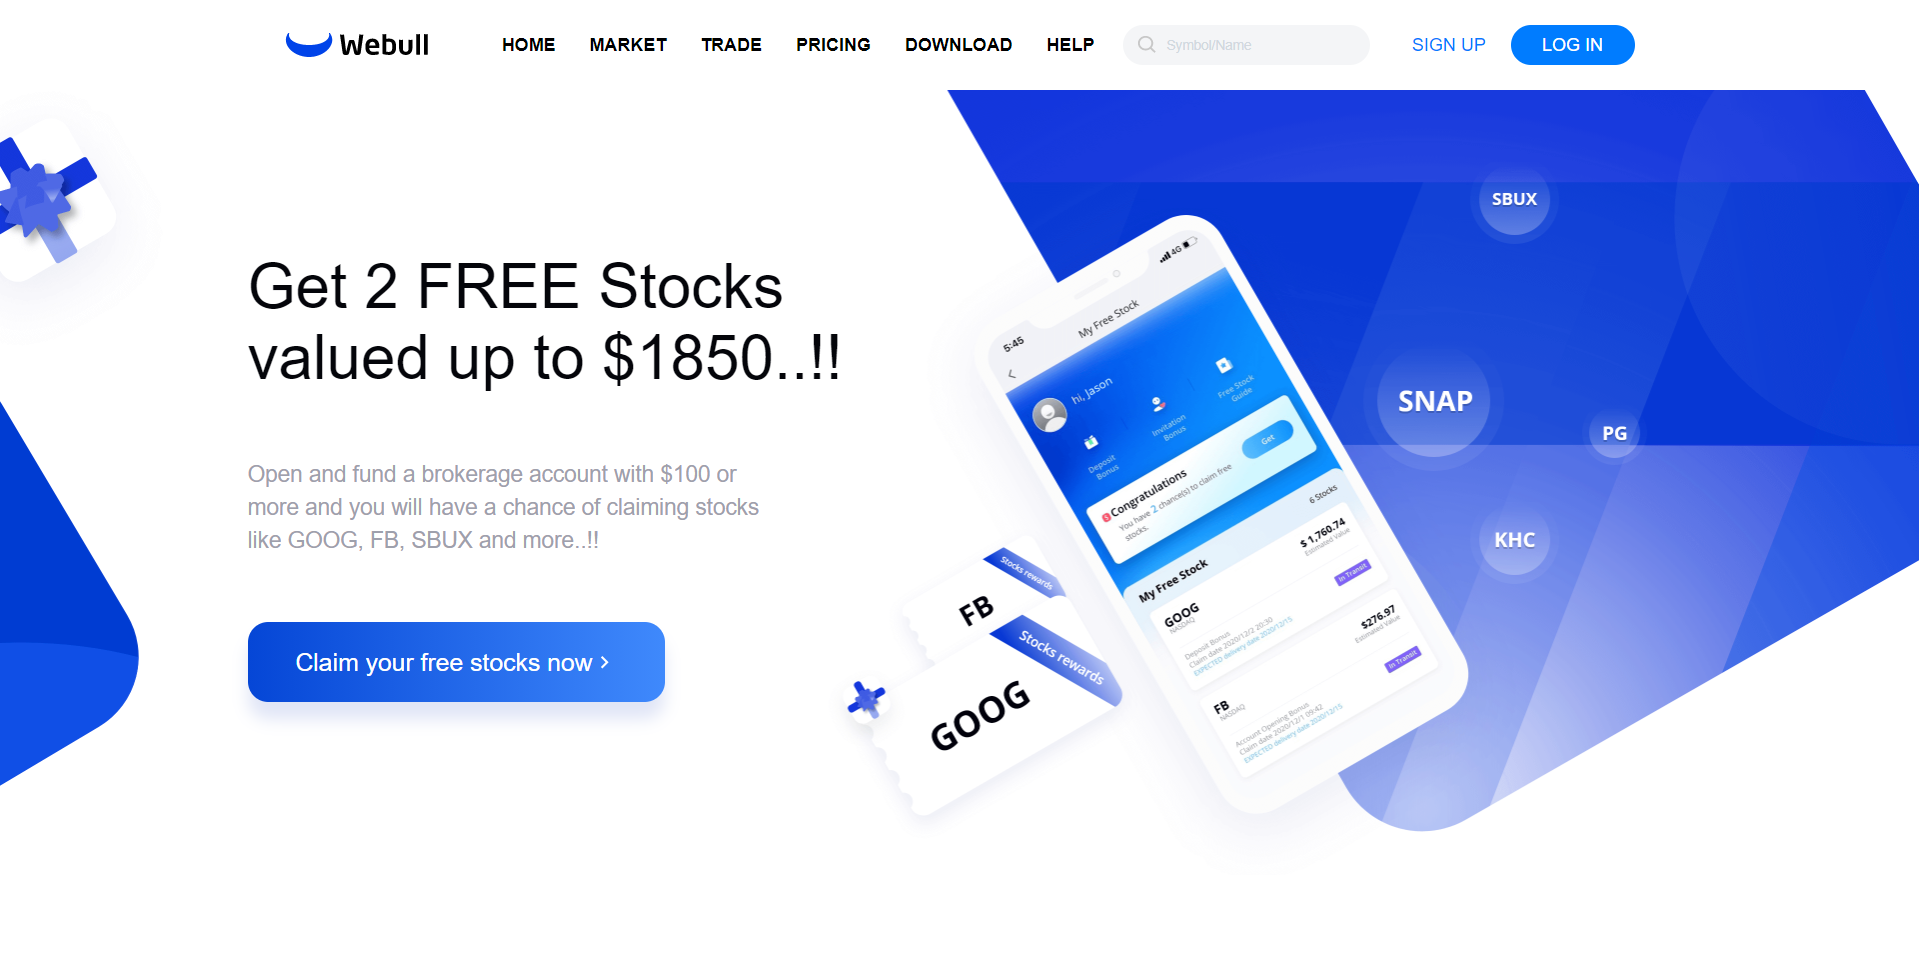 Webull
HOME MARKET TRADE PRICING DOWNLOAD HELP
Symbol/Name
SIGN UP
LOG IN
Get 2 FREE Stocks
valued up to $1850..!!
Open and fund a brokerage account with $100 or
more and you will have a chance of claiming stocks
like GOOG, FB, SBUX and more..!!
Claim your free stocks now
5:45
4G
My Free Stock
hi, Jason
Deposit
Bonus
Invitation
Bonus
Free Stock
Guide
Congratulations
You have 2 chance(s) to claim free
stocks.
Get
My Free Stock
6 Stocks
GOOG
NASDAQ
$ 1,760.74
Estimated Value
In Transit
Deposit Bonus
Claim date 2020/12/2 20:30
EXPECTED delivery date 2020/12/15
FB
NASDAQ
$276.97
Estimated Value
In Transit
Account Opening Bonus
Claim date 2020/12/1 09:42
EXPECTED delivery date 2020/12/15
FB
Stocks rewards
GOOG
Stocks rewards
SBUX
SNAP
PG
KHC